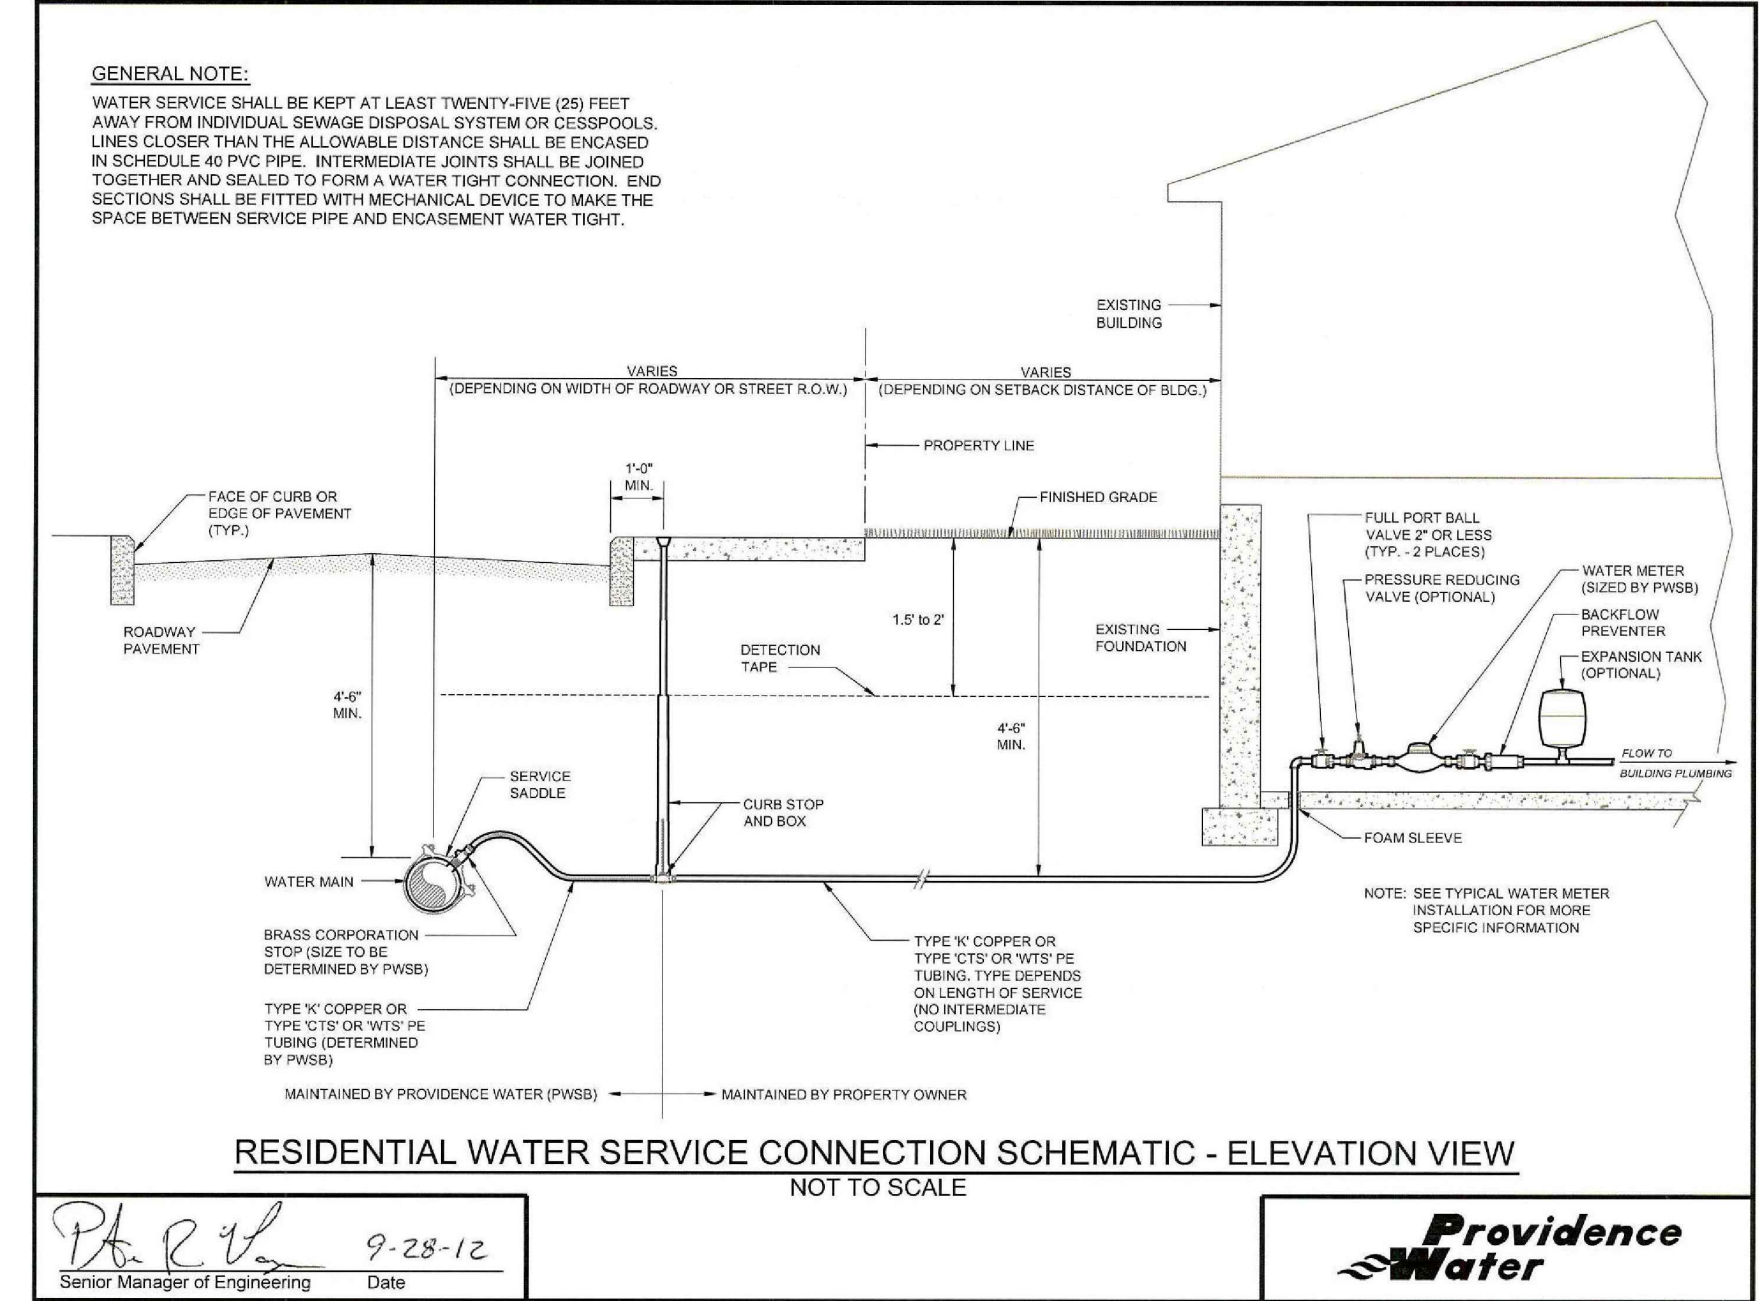 GENERAL NOTE:
WATER SERVICE SHALL BE KEPT AT LEAST TWENTY-FIVE (25) FEET
AWAY FROM INDIVIDUAL SEWAGE DISPOSAL SYSTEM OR CESSPOOLS.
LINES CLOSER THAN THE ALLOWABLE DISTANCE SHALL BE ENCASED
IN SCHEDULE 40 PVC PIPE. INTERMEDIATE JOINTS SHALL BE JOINED
TOGETHER AND SEALED TO FORM A WATER TIGHT CONNECTION. END
SECTIONS SHALL BE FITTED WITH MECHANICAL DEVICE TO MAKE THE
SPACE BETWEEN SERVICE PIPE AND ENCASEMENT WATER TIGHT.
EXISTING
BUILDING
VARIES
(DEPENDING ON WIDTH OF ROADWAY OR STREET R.O.W.)
VARIES
(DEPENDING ON SETBACK DISTANCE OF BLDG.)
PROPERTY LINE
1'-0"
MIN.
FINISHED GRADE
FACE OF CURB OR
EDGE OF PAVEMENT
(TYP.)
FULL PORT BALL
VALVE 2" OR LESS
(TYP. - 2 PLACES)
PRESSURE REDUCING
VALVE (OPTIONAL)
WATER METER
(SIZED BY PWSB)
BACKFLOW
PREVENTER
EXPANSION TANK
(OPTIONAL)
ROADWAY
PAVEMENT
1.5' to 2'
EXISTING
FOUNDATION
DETECTION
TAPE
4'-6"
MIN.
4'-6"
MIN.
FLOW TO
BUILDING PLUMBING
SERVICE
SADDLE
CURB STOP
AND BOX
FOAM SLEEVE
WATER MAIN
NOTE: SEE TYPICAL WATER METER
INSTALLATION FOR MORE
SPECIFIC INFORMATION
BRASS CORPORATION
STOP (SIZE TO BE
DETERMINED BY PWSB)
TYPE 'K' COPPER OR
TYPE 'CTS' OR 'WTS' PE
TUBING. TYPE DEPENDS
ON LENGTH OF SERVICE
(NO INTERMEDIATE
COUPLINGS)
TYPE 'K' COPPER OR
TYPE 'CTS' OR 'WTS' PE
TUBING (DETERMINED
BY PWSB)
MAINTAINED BY PROVIDENCE WATER (PWSB)
MAINTAINED BY PROPERTY OWNER
RESIDENTIAL WATER SERVICE CONNECTION SCHEMATIC - ELEVATION VIEW
NOT TO SCALE
9-28-12
Senior Manager of Engineering Date
Providence
Water